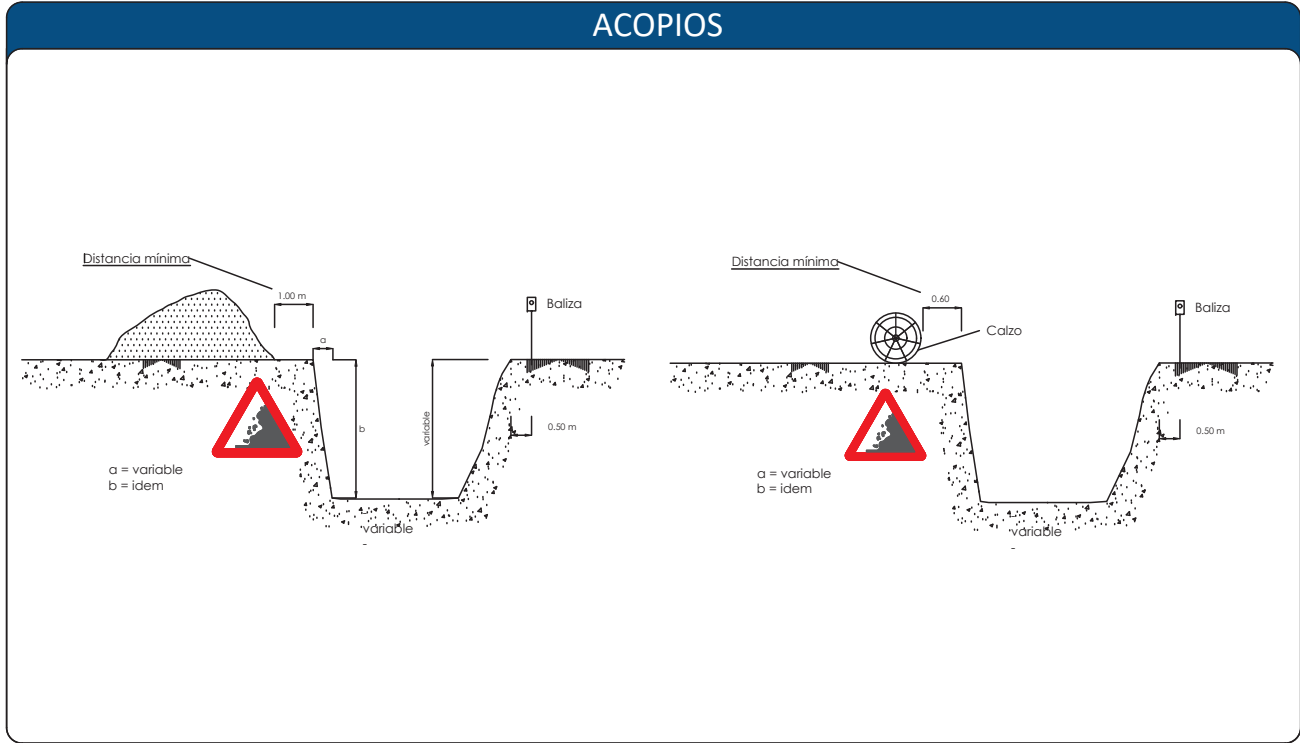 ACOPIOS
Distancia mínima
1.00 m
a
Baliza
b
variable
0.50 m
a = variable
b = idem
variable
Distancia mínima
0.60
Baliza
Calzo
0.50 m
a = variable
b = idem
variable